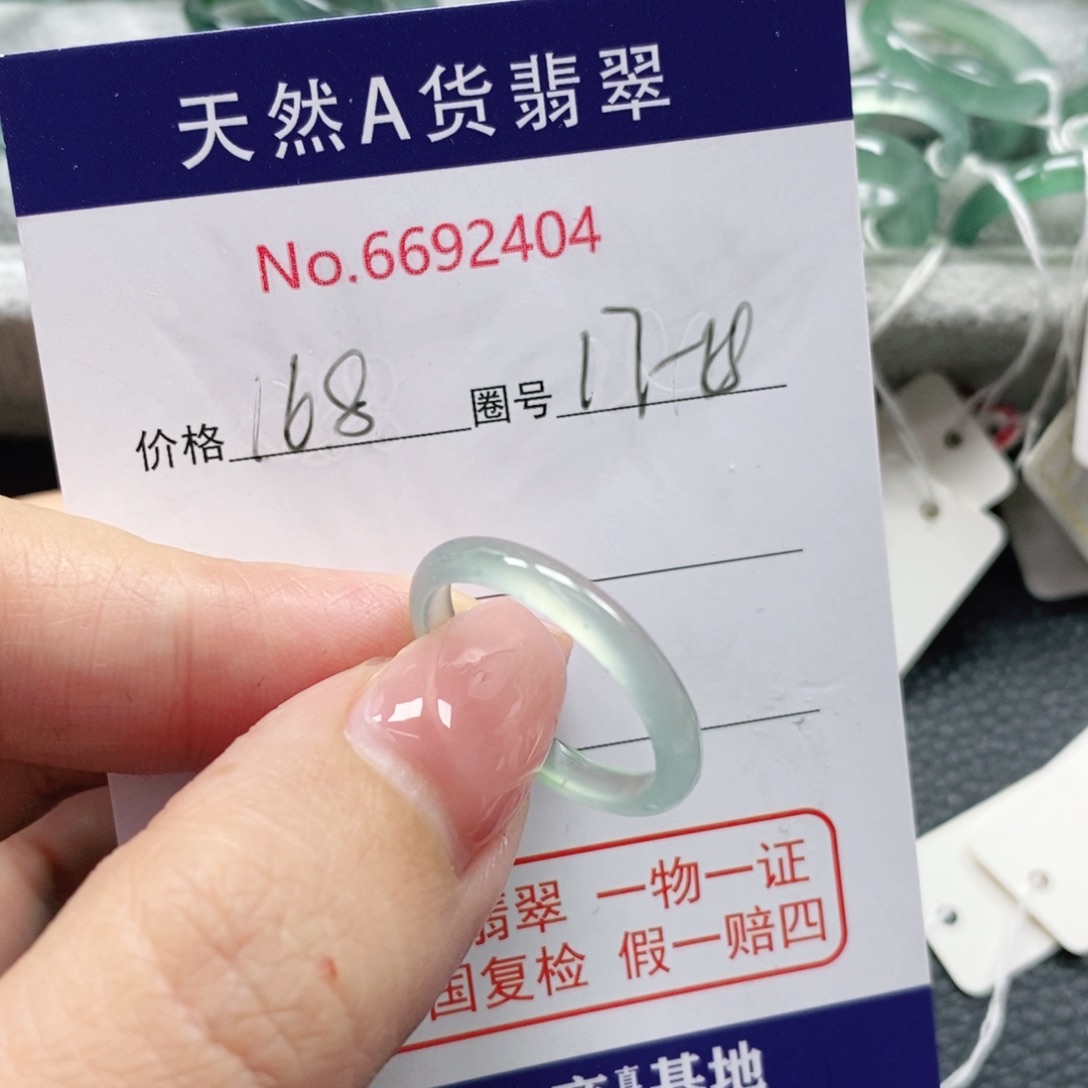 天然A货翡翠
No.6692404
价格 168 圈号 17-18
翡翠 一物一证
国复检 假一赔四
基地